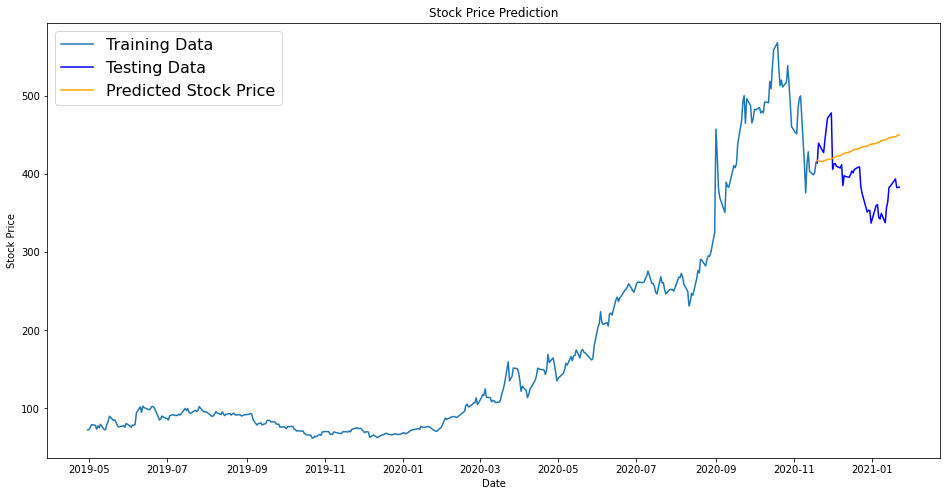 Stock Price Prediction
Training Data
Testing Data
Predicted Stock Price
Stock Price
500
400
300
200
100
2019-05 2019-07 2019-09 2019-11 2020-01 2020-03 2020-05 2020-07 2020-09 2020-11 2021-01
Date